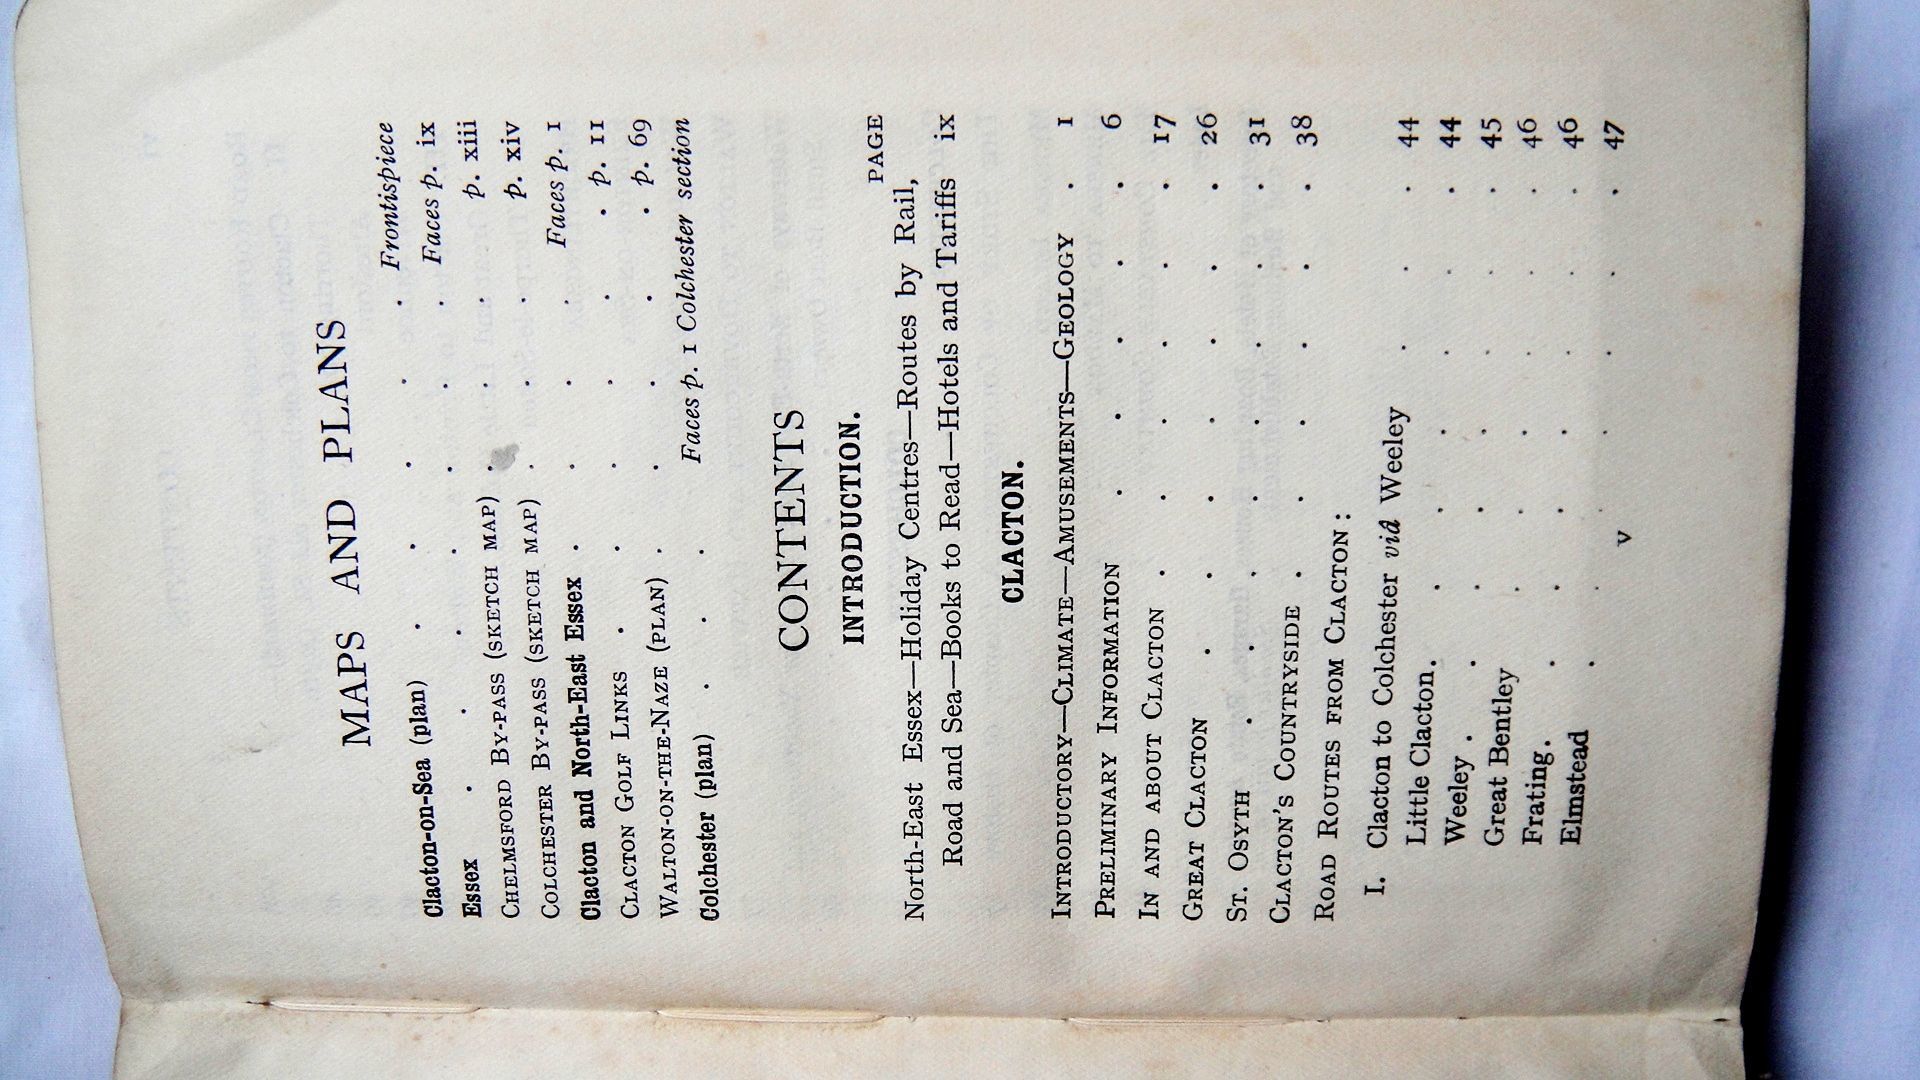 MAPS AND PLANS
Clacton-on-Sea (plan) . . . . . Frontispiece
Essex . . . . . . . Faces p. ix
Chelmsford By-pass (sketch map) . . . p. xiii
Colchester By-pass (sketch map) . . . p. xiv
Clacton and North-East Essex . . . . Faces p. 1
Clacton Golf Links . . . . . . p. 11
Walton-on-the-Naze (plan) . . . . . p. 69
Colchester (plan) . . . Faces p. 1 Colchester section
CONTENTS
INTRODUCTION.
PAGE
North-East Essex—Holiday Centres—Routes by Rail,
Road and Sea—Books to Read—Hotels and Tariffs ix
CLACTON.
Introductory—Climate—Amusements—Geology . 1
Preliminary Information . . . . . 6
In and about Clacton . . . . . . 17
Great Clacton . . . . . . . 26
St. Osyth . . . . . . . . 31
Clacton's Countryside . . . . . . 38
Road Routes from Clacton:
I. Clacton to Colchester viâ Weeley . . . 44
Little Clacton . . . . . . . 44
Weeley . . . . . . . . 45
Great Bentley . . . . . . 46
Frating . . . . . . . . 46
Elmstead . . . . . . . 47
v